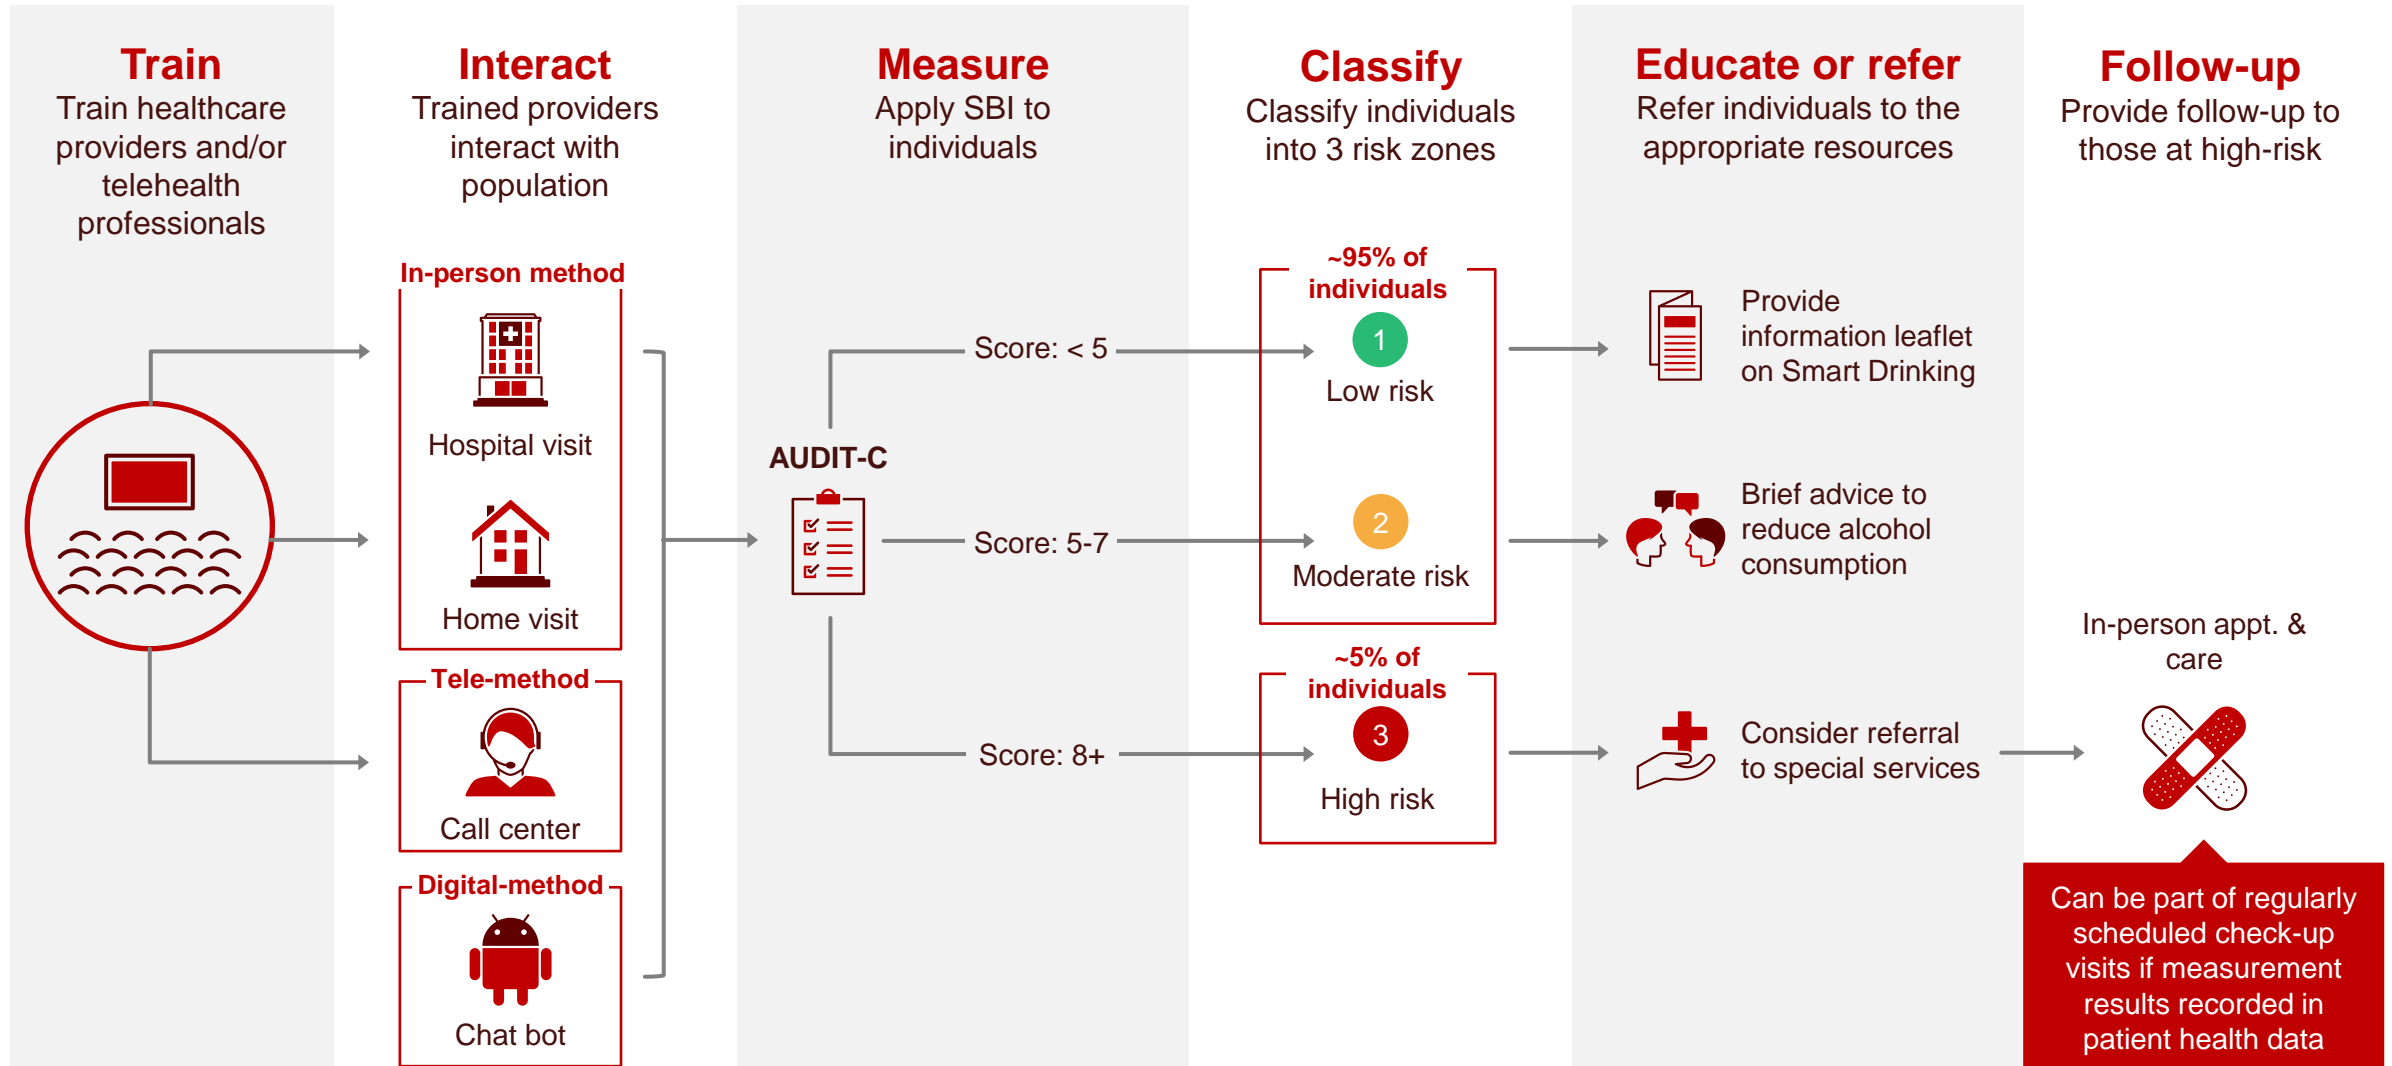 Train
Train healthcare
providers and/or
telehealth
professionals
Interact
Trained providers
interact with
population
In-person method
Hospital visit
Home visit
Tele-method
Call center
Digital-method
Chat bot
Measure
Apply SBI to
individuals
AUDIT-C
Score: < 5
Score: 5-7
Score: 8+
Classify
Classify individuals
into 3 risk zones
~95% of
individuals
1
Low risk
2
Moderate risk
~5% of
individuals
3
High risk
Educate or refer
Refer individuals to the
appropriate resources
Provide
information leaflet
on Smart Drinking
Brief advice to
reduce alcohol
consumption
Consider referral
to special services
Follow-up
Provide follow-up to
those at high-risk
In-person appt. &
care
Can be part of regularly
scheduled check-up
visits if measurement
results recorded in
patient health data